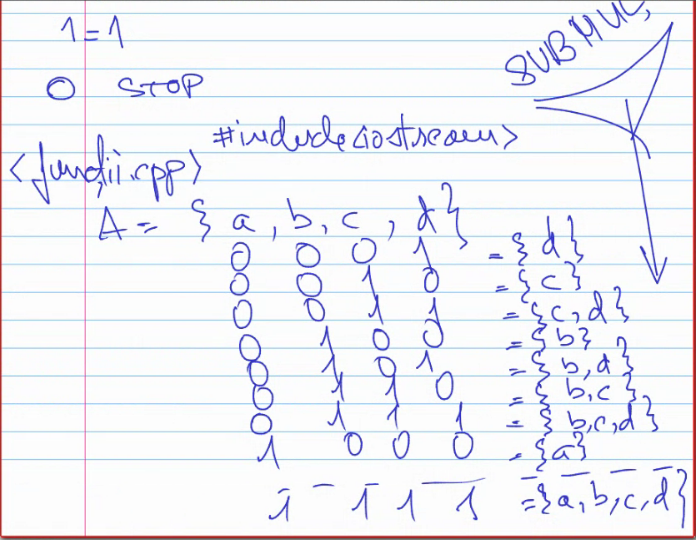 1=1
SUBMUL,
0 STOP
#include<iostream>
<funcții.cpp>
A = { a , b , c , d }
0 0 0 1 = { d }
0 0 1 0 = { c }
0 0 1 1 = { c, d }
0 1 0 0 = { b }
0 1 0 1 = { b, d }
0 1 1 0 = { b, c }
0 1 1 1 = { b, c, d }
1 0 0 0 = { a }
1 1 1 1 = { a, b, c, d }